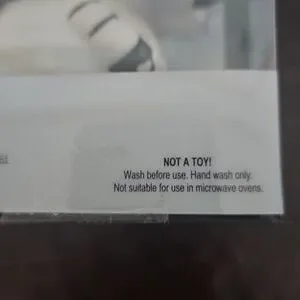 NOT A TOY!
Wash before use. Hand wash only.
Not suitable for use in microwave ovens.